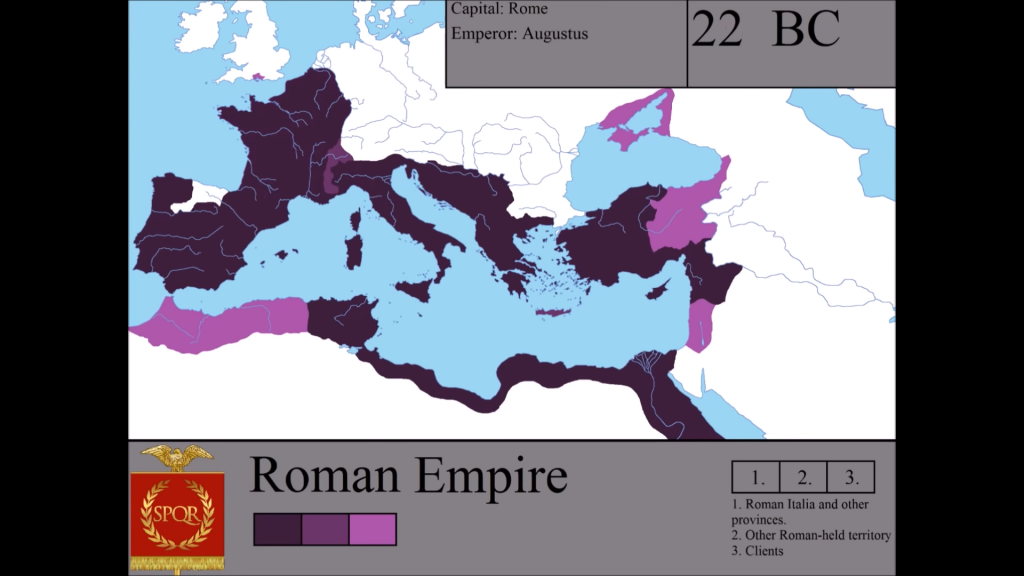 Capital: Rome
Emperor: Augustus
22 BC
SPQR
Roman Empire
1. 2. 3.
1. Roman Italia and other
provinces.
2. Other Roman-held territory
3. Clients